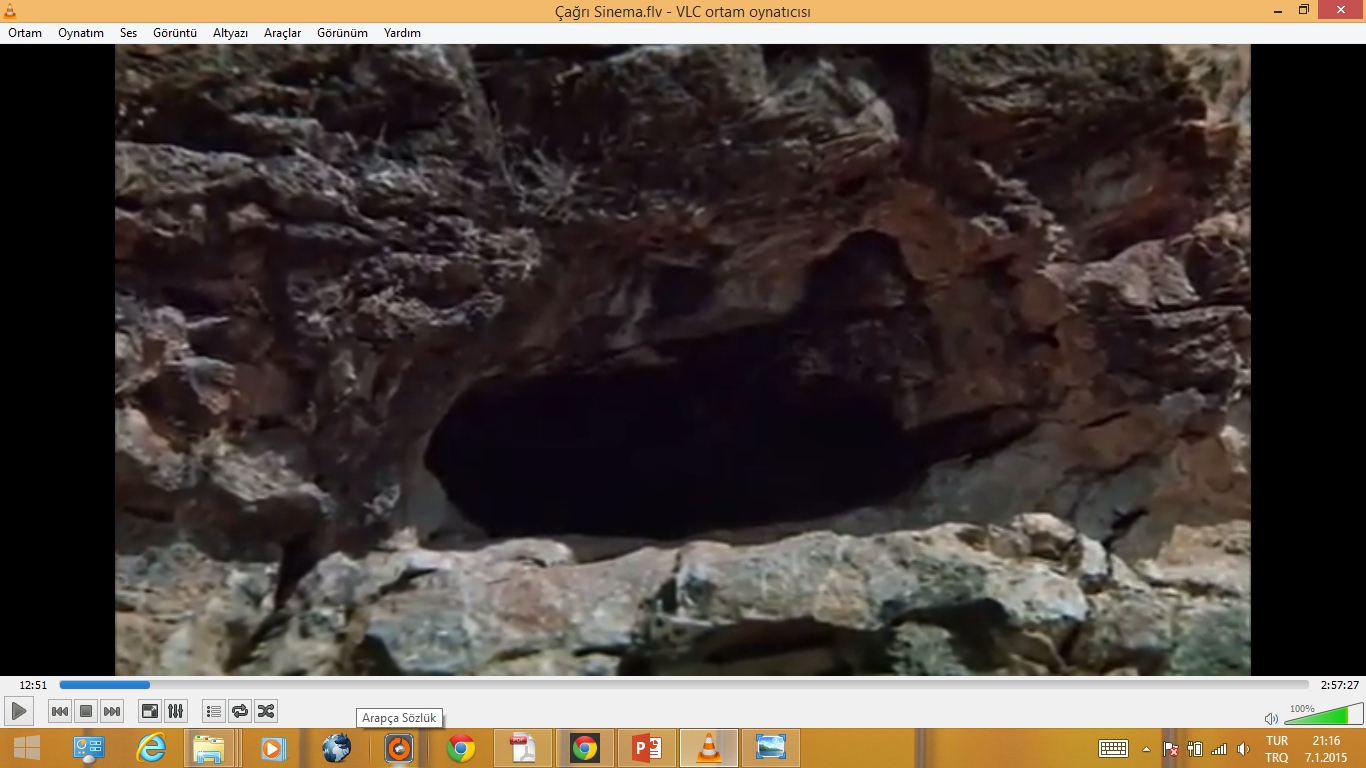 Çağrı Sinema.flv - VLC ortam oynatıcısı
Ortam Oynatım Ses Görüntü Altyazı Araçlar Görünüm Yardım
12:51 2:57:27
100%
Arapça Sözlük
PDF
TUR 21:16
TRQ 7.1.2015